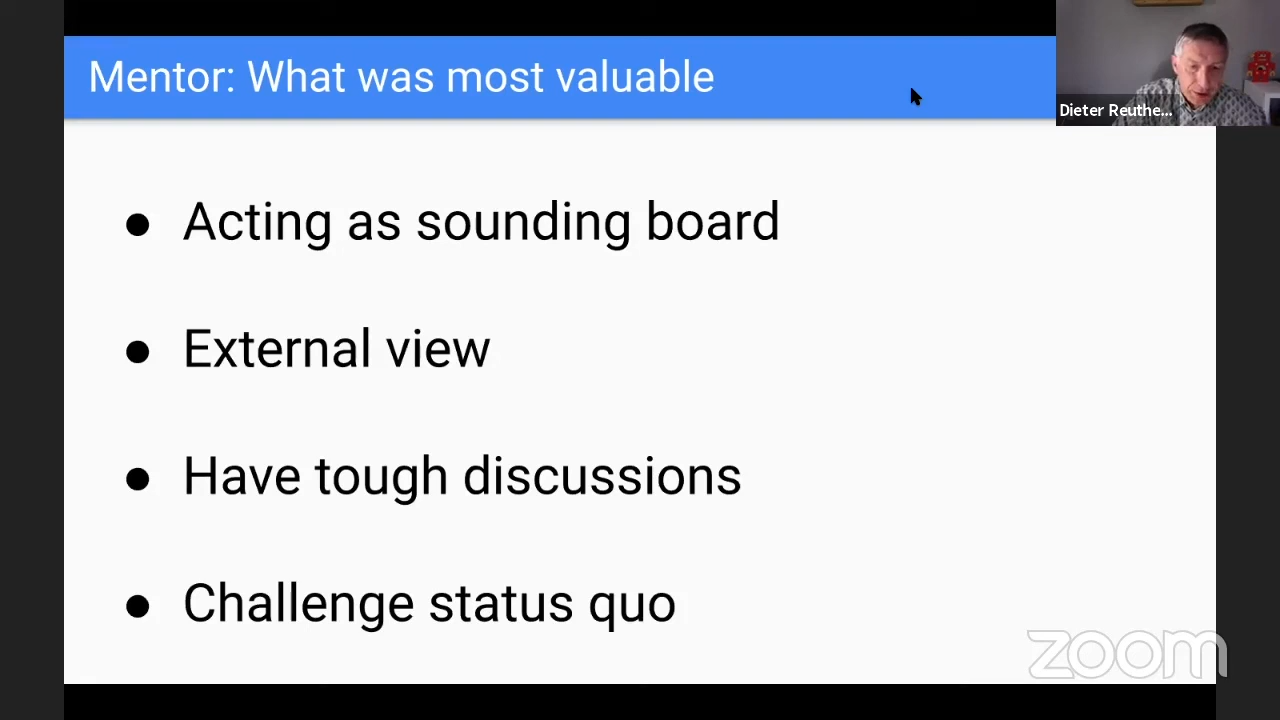 Mentor: What was most valuable
Dieter Reuthe...
● Acting as sounding board
● External view
● Have tough discussions
● Challenge status quo
zoom